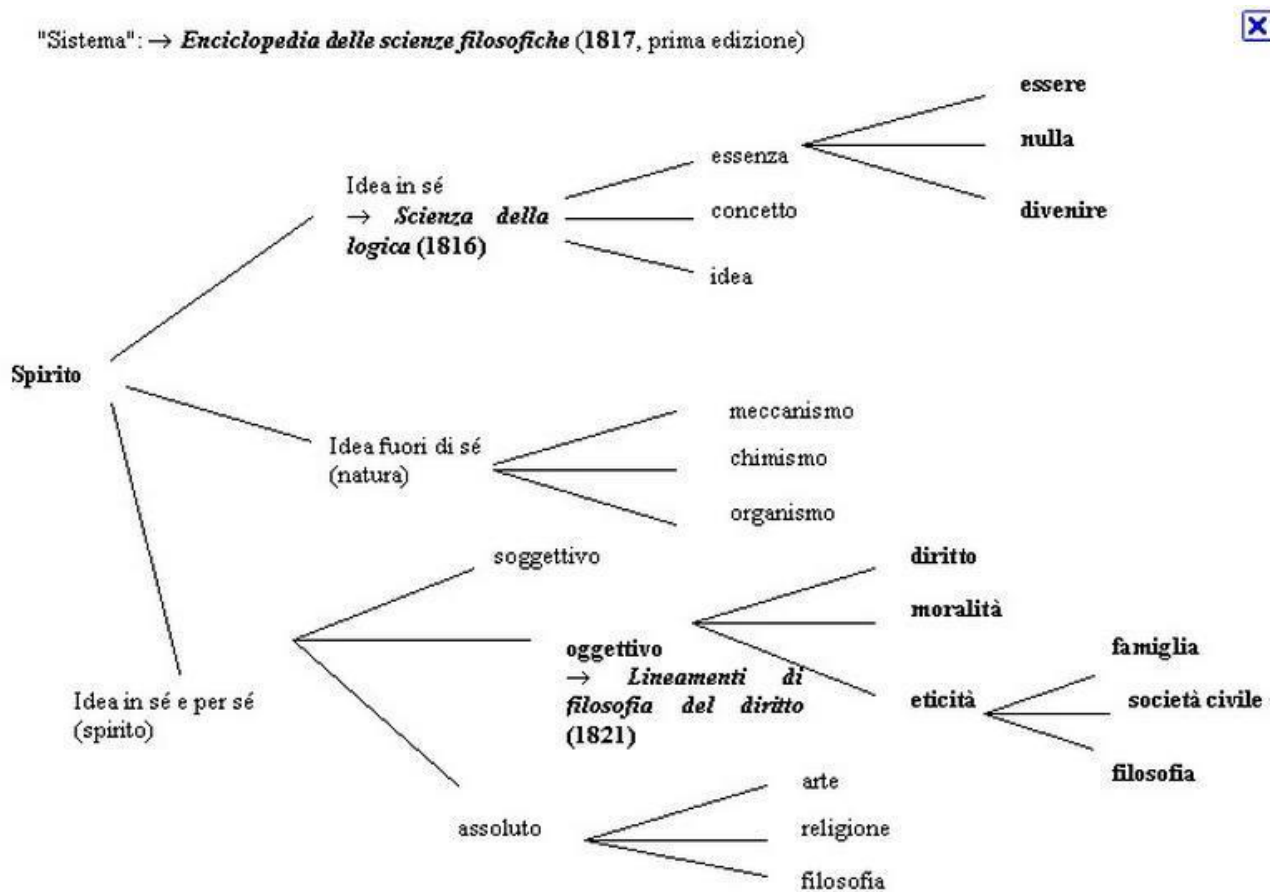 "Sistema": → Enciclopedia delle scienze filosofiche (1817, prima edizione)
essere
nulla
divenire
essenza
concetto
idea
Idea in sé
→ Scienza della
logica (1816)
Spirito
meccanismo
chimismo
organismo
Idea fuori di sé
(natura)
soggettivo
diritto
moralità
eticità
oggettivo
→ Lineamenti di
filosofia del diritto
(1821)
famiglia
società civile
filosofia
Idea in sé e per sé
(spirito)
assoluto
arte
religione
filosofia